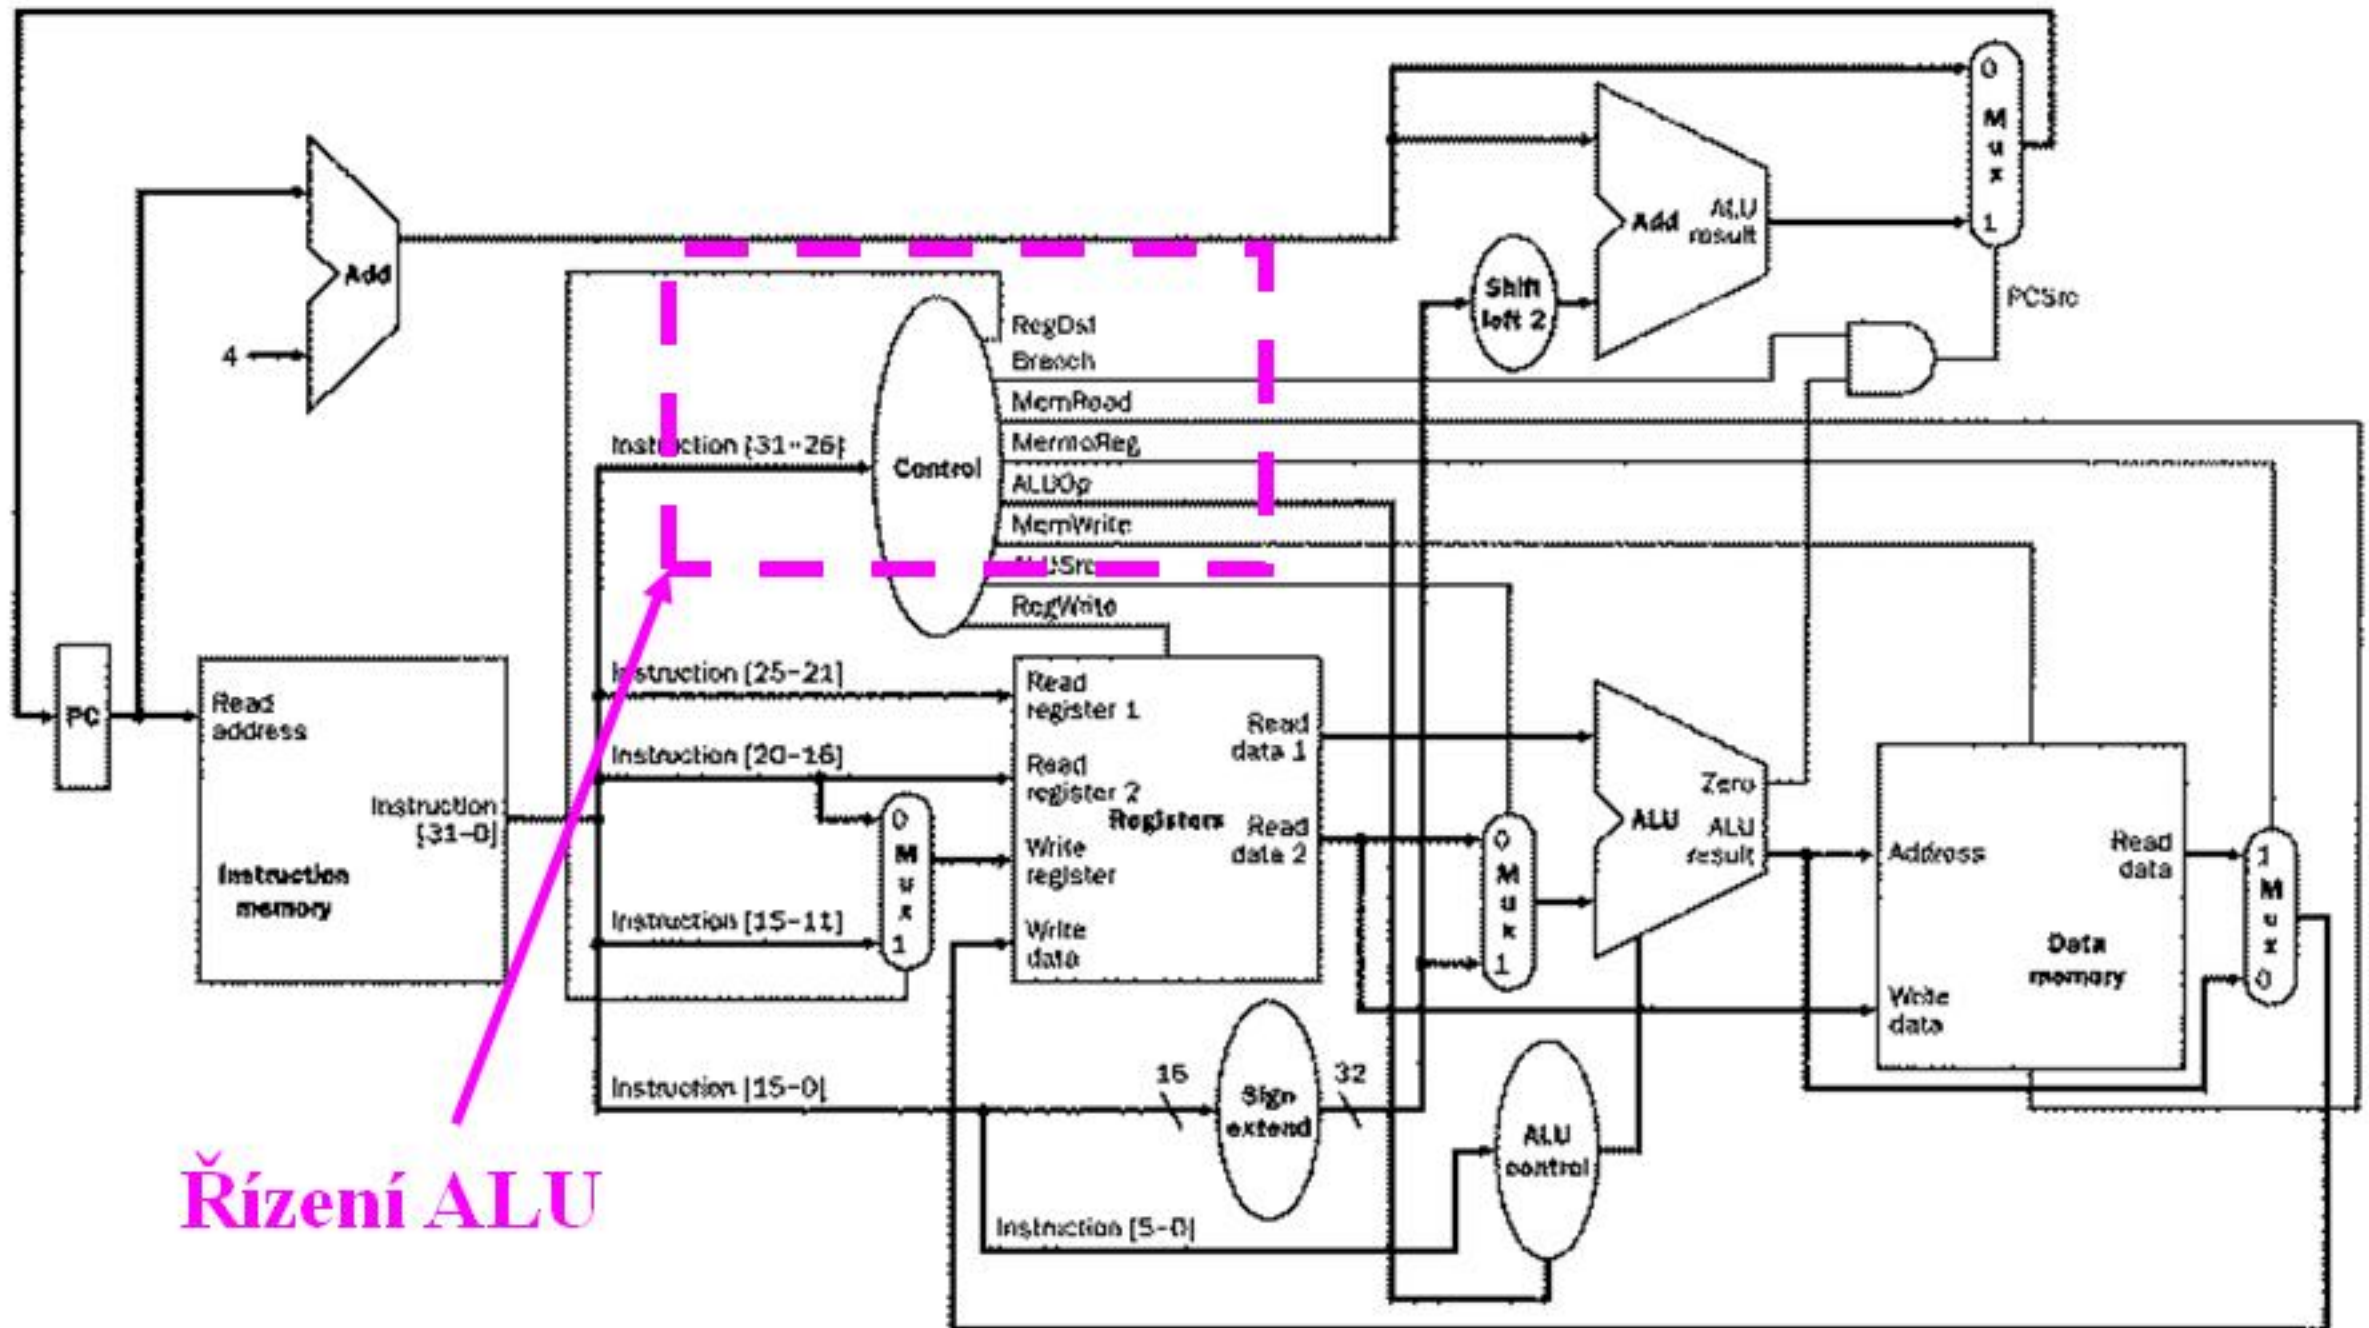 0
M
u
x
1
Add
ALU
result
Add
Shift
left 2
PCSrc
4
RegDst
Branch
MemRead
MemtoReg
Instruction [31-26]
Control
ALUOp
MemWrite
ALUSrc
RegWrite
Instruction [25-21]
Read
register 1
PC
Read
address
Read
data 1
Instruction [20-16]
Read
register 2
Zero
Instruction
[31-0]
0
M
u
x
1
Registers
Read
data 2
0
M
u
x
1
ALU
ALU
result
Address
Read
data
1
M
u
x
0
Write
register
Instruction
memory
Instruction [15-11]
Write
data
Data
memory
Write
data
Instruction [15-0]
16
Sign
extend
32
ALU
control
Řízení ALU
Instruction [5-0]